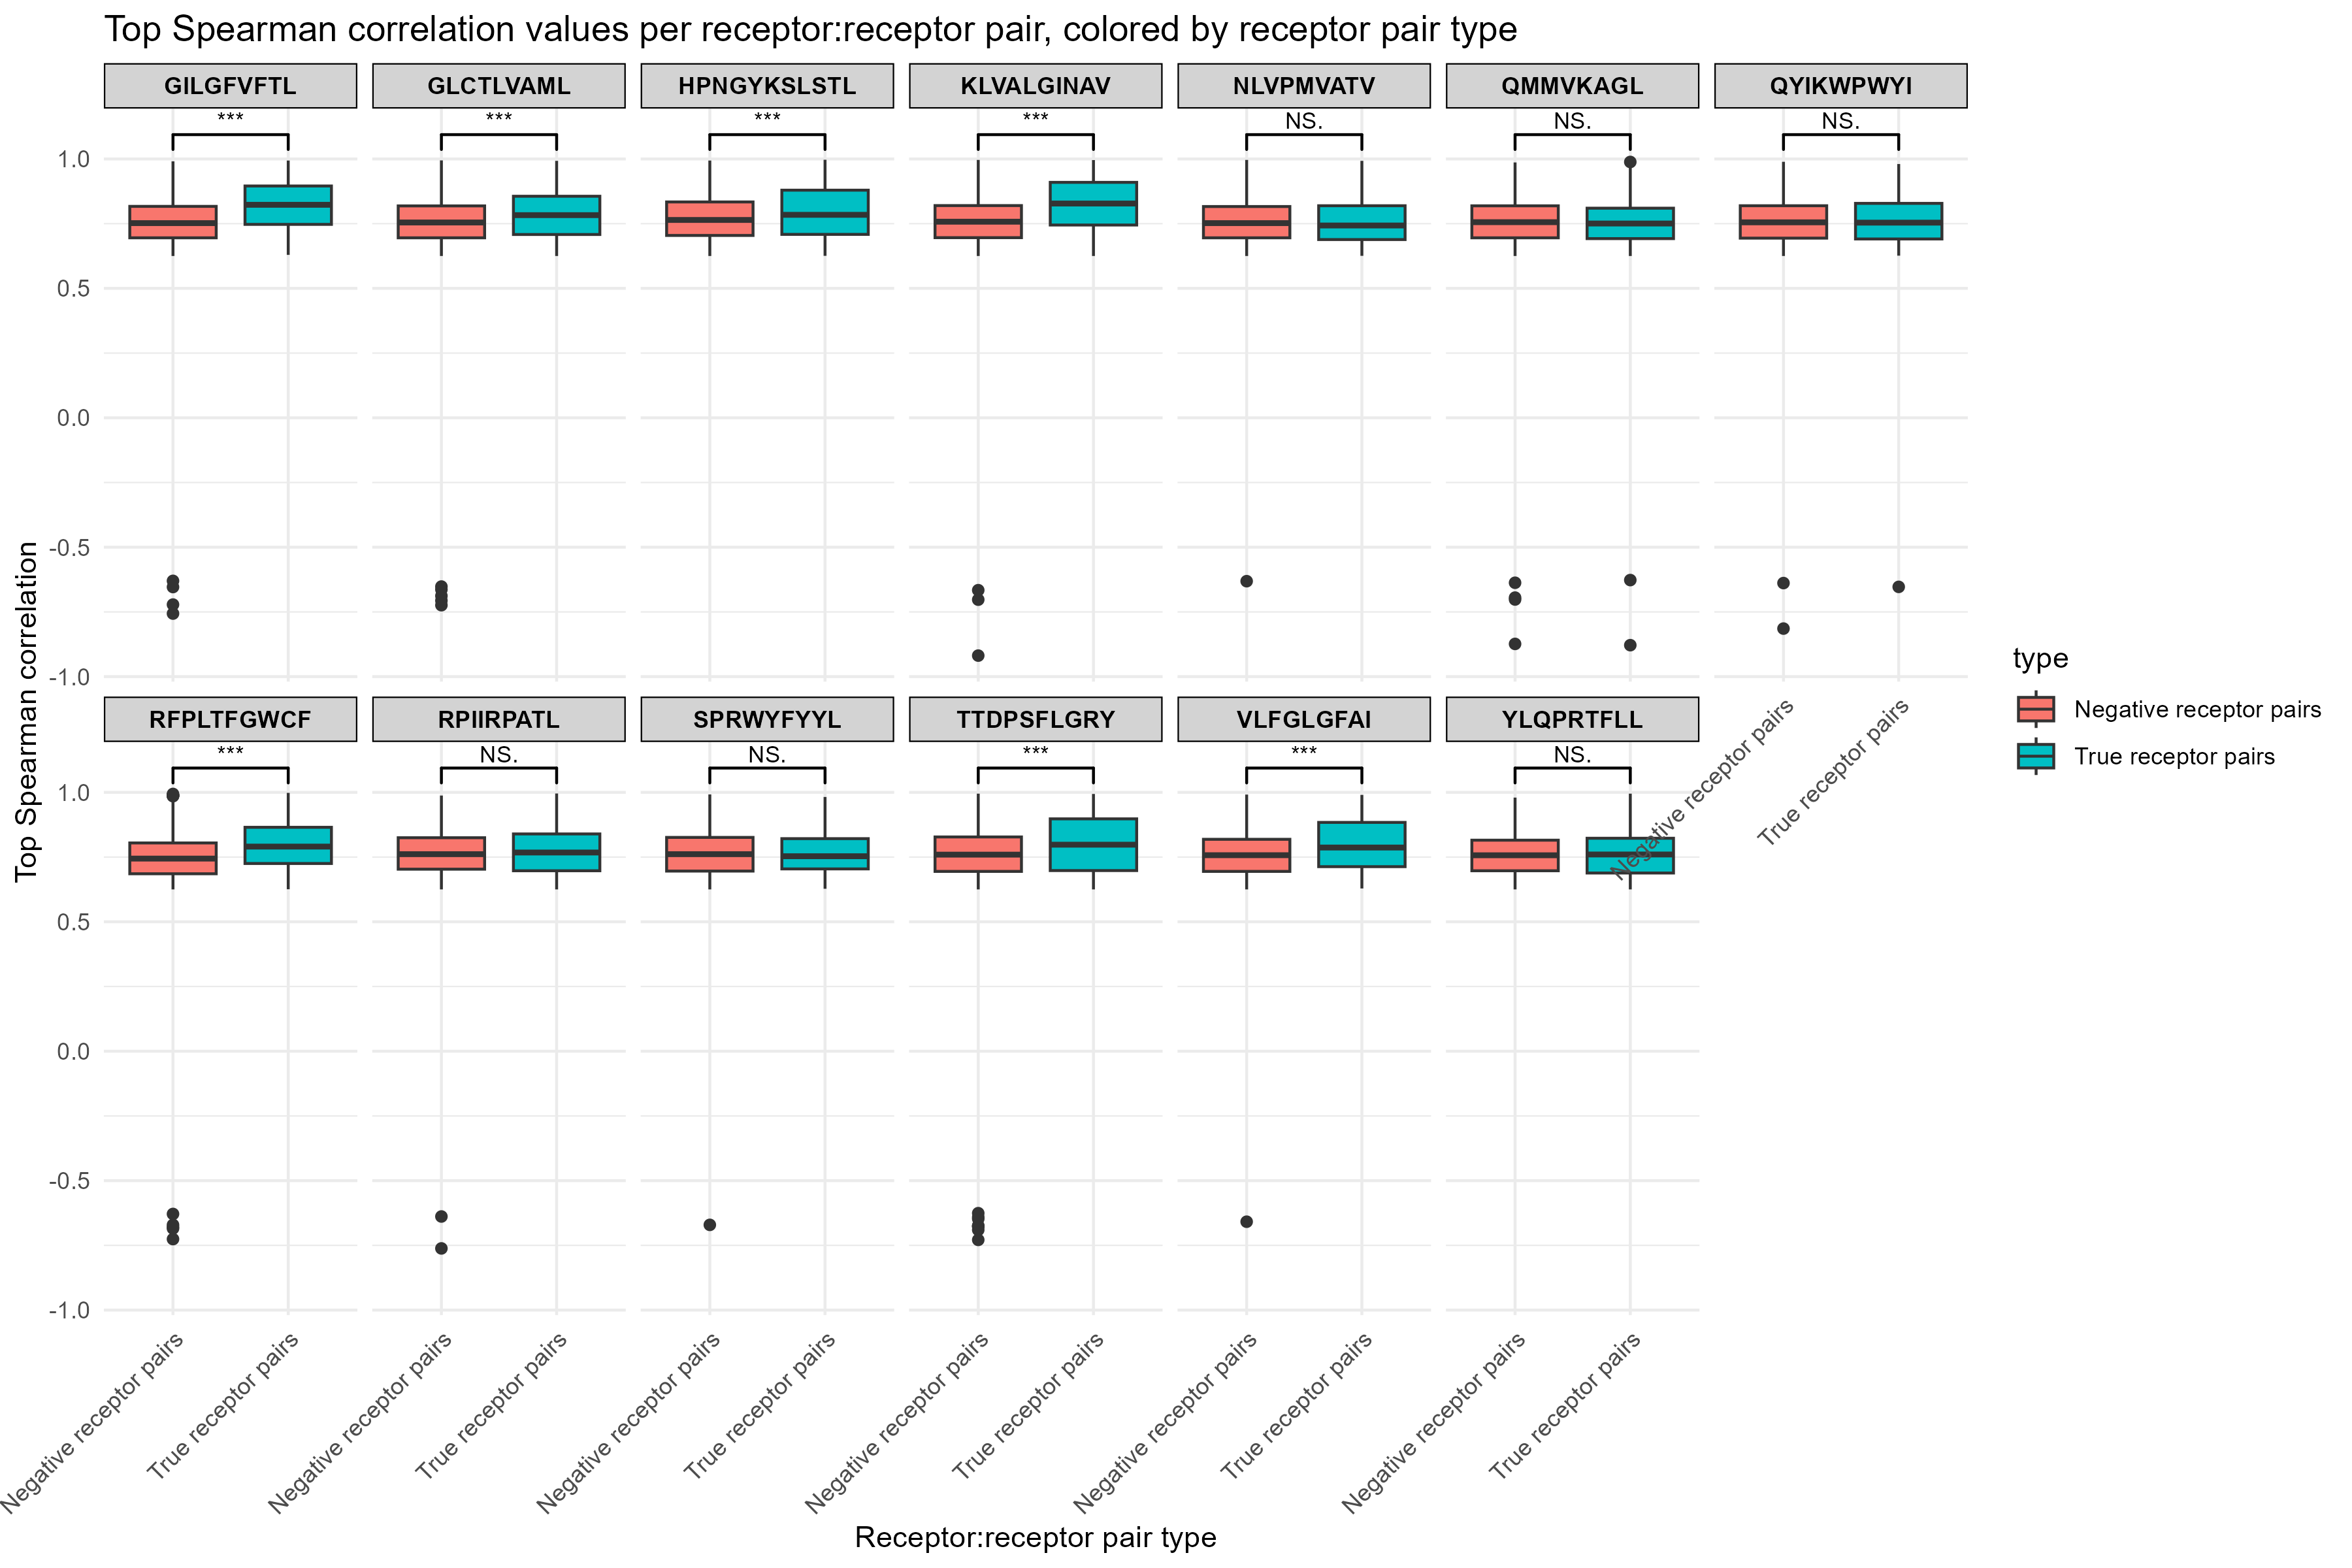 Top Spearman correlation values per receptor:receptor pair, colored by receptor pair type
GILGFVFTL GLCTLVAML HPNGYKSLSTL KLVALGINAV NLVPMVATV QMMVKAGL QYIKWPWYI
*** *** *** *** NS. NS. NS.
1.0
0.5
0.0
-0.5
-1.0
Top Spearman correlation
Negative receptor pairs
True receptor pairs
type
Negative receptor pairs
True receptor pairs
RFPLTFGWCF RPIIRPATL SPRWYFYYL TTDPSFLGRY VLFGLGFAI YLQPRTFLL
*** NS. NS. *** *** NS.
1.0
0.5
0.0
-0.5
-1.0
Negative receptor pairs
True receptor pairs
Negative receptor pairs
True receptor pairs
Negative receptor pairs
True receptor pairs
Negative receptor pairs
True receptor pairs
Negative receptor pairs
True receptor pairs
Negative receptor pairs
True receptor pairs
Receptor:receptor pair type